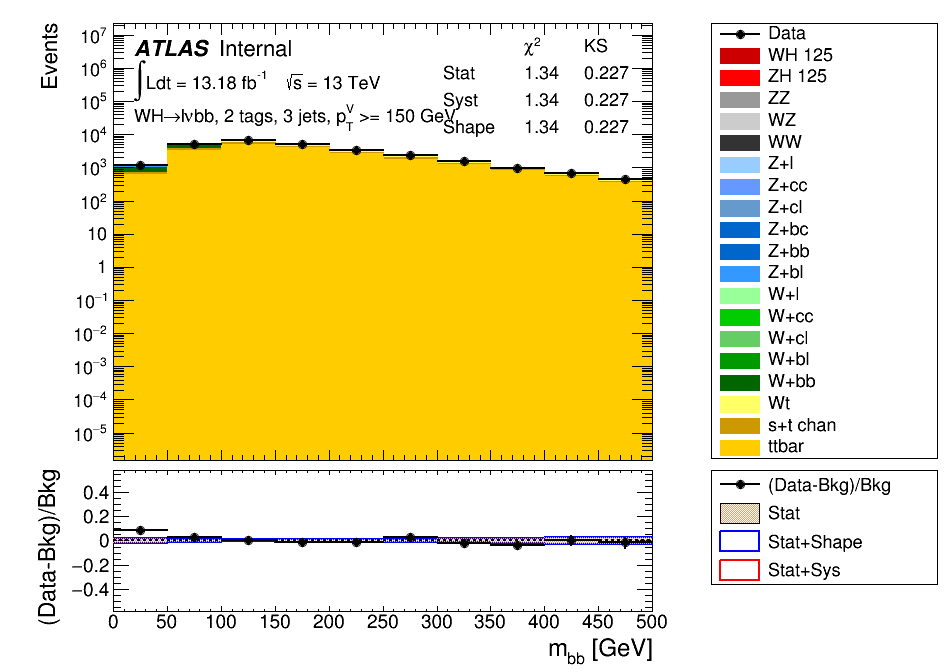 Events
10⁷
10⁶
10⁵
10⁴
10³
10²
10
1
10⁻¹
10⁻²
10⁻³
10⁻⁴
10⁻⁵
ATLAS Internal
∫Ldt = 13.18 fb⁻¹ √s = 13 TeV
WH→lνbb, 2 tags, 3 jets, p_T^V >= 150 GeV
χ² KS
Stat 1.34 0.227
Syst 1.34 0.227
Shape 1.34 0.227
Data
WH 125
ZH 125
ZZ
WZ
WW
Z+l
Z+cc
Z+cl
Z+bc
Z+bb
Z+bl
W+l
W+cc
W+cl
W+bl
W+bb
Wt
s+t chan
ttbar
(Data-Bkg)/Bkg
0.4
0.2
0
−0.2
−0.4
0 50 100 150 200 250 300 350 400 450 500
m_bb [GeV]
(Data-Bkg)/Bkg
Stat
Stat+Shape
Stat+Sys